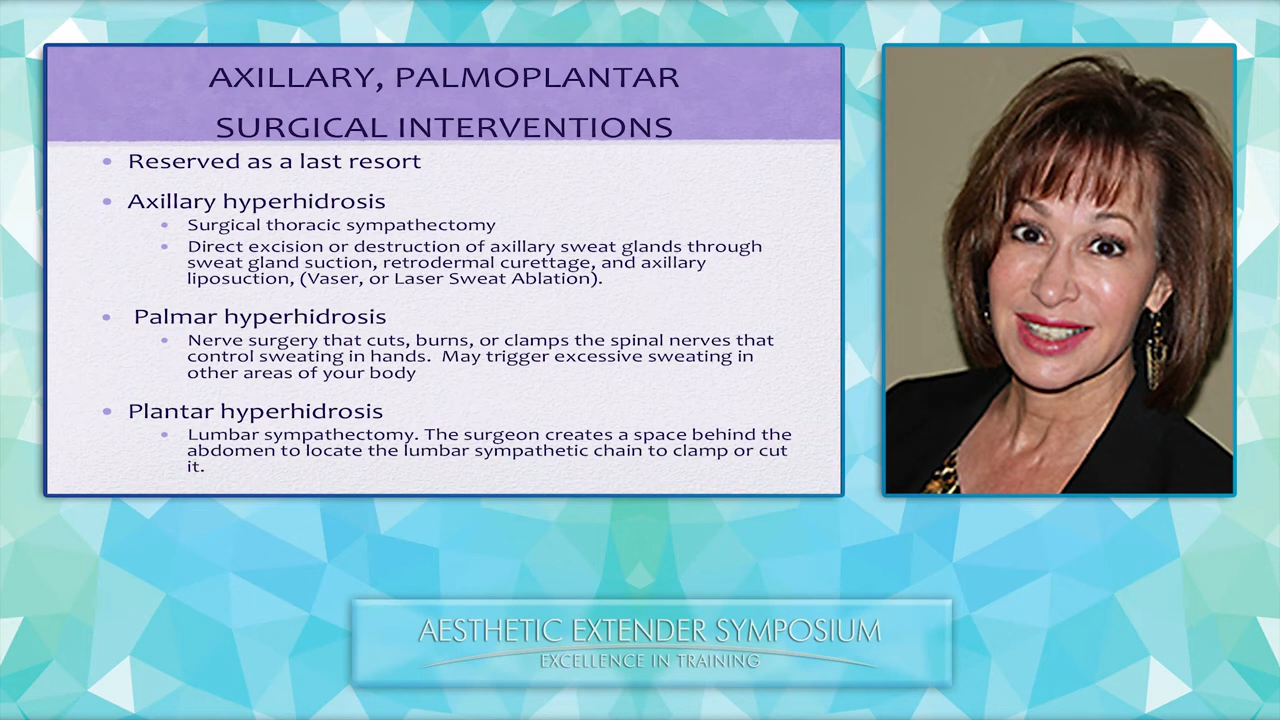 AXILLARY, PALMOPLANTAR
SURGICAL INTERVENTIONS
• Reserved as a last resort
• Axillary hyperhidrosis
• Surgical thoracic sympathectomy
• Direct excision or destruction of axillary sweat glands through
sweat gland suction, retrodermal curettage, and axillary
liposuction, (Vaser, or Laser Sweat Ablation).
• Palmar hyperhidrosis
• Nerve surgery that cuts, burns, or clamps the spinal nerves that
control sweating in hands. May trigger excessive sweating in
other areas of your body
• Plantar hyperhidrosis
• Lumbar sympathectomy. The surgeon creates a space behind the
abdomen to locate the lumbar sympathetic chain to clamp or cut
it.
AESTHETIC EXTENDER SYMPOSIUM
EXCELLENCE IN TRAINING